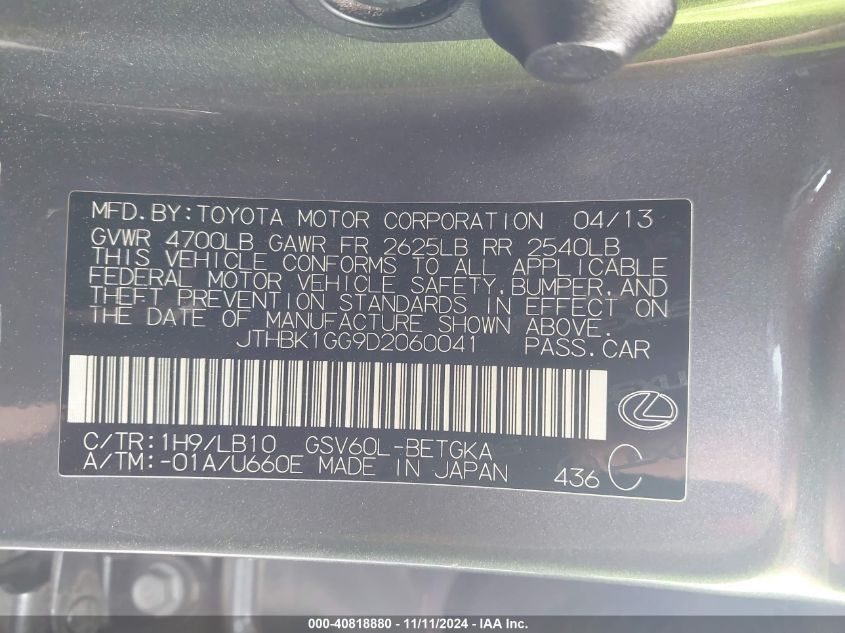 MFD.BY:TOYOTA MOTOR CORPORATION 04/13
GVWR 4700LB GAWR FR 2625LB RR 2540LB
THIS VEHICLE CONFORMS TO ALL APPLICABLE
FEDERAL MOTOR VEHICLE SAFETY,BUMPER,AND
THEFT PREVENTION STANDARDS IN EFFECT ON
THE DATE OF MANUFACTURE SHOWN ABOVE.
JTHBK1GG9D2060041 PASS.CAR
C/TR:1H9/LB10 GSV60L-BETGKA
A/TM:-01A/U660E MADE IN JAPAN 436 C
000-40818880 - 11/11/2024 - IAA Inc.